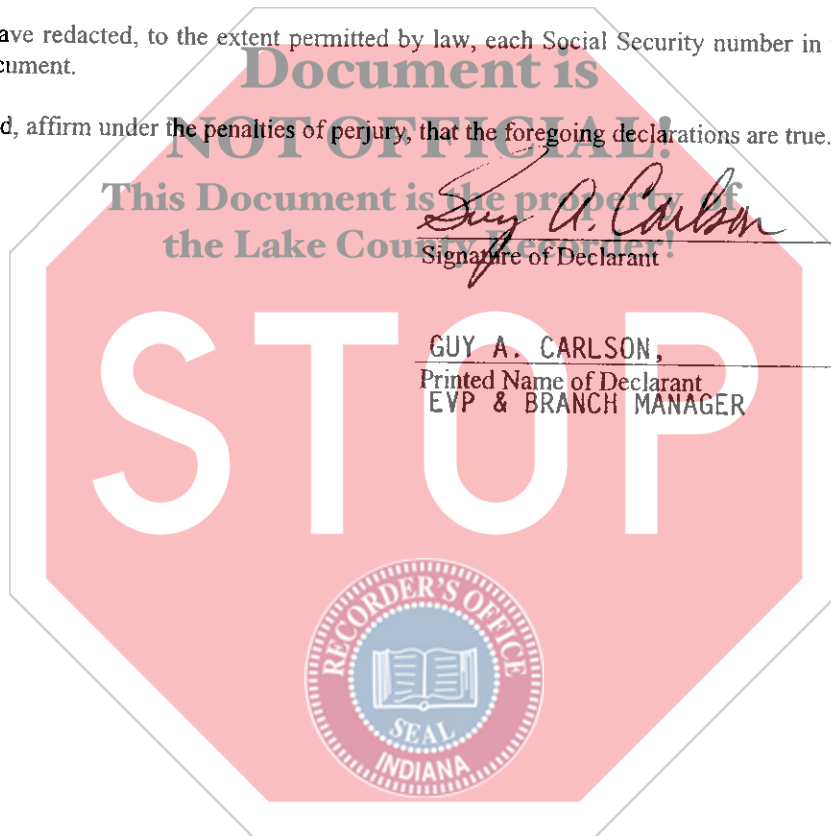 ave redacted, to the extent permitted by law, each Social Security number in
cument.
Document is
d, affirm under the penalties of perjury, that the foregoing declarations are true.
NOT OFFICIAL!
This Document is the property of
Guy A. Carlson
the Lake County Recorder!
Signature of Declarant
GUY A. CARLSON,
Printed Name of Declarant
EVP & BRANCH MANAGER
STOP
RECORDER'S OFFICE
SEAL
INDIANA